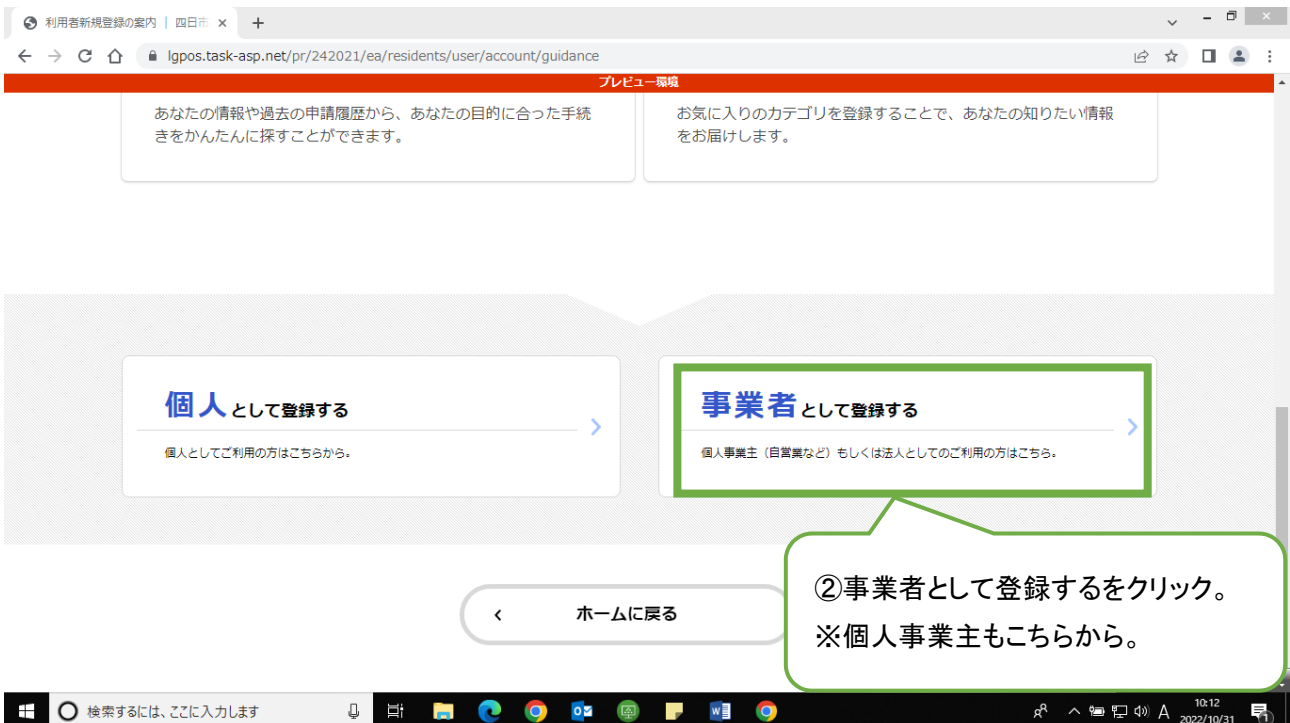 利用者新規登録の案内 | 四日市
lgpos.task-asp.net/pr/242021/ea/residents/user/account/guidance
プレビュー環境
あなたの情報や過去の申請履歴から、あなたの目的に合った手続
きをかんたんに探すことができます。
お気に入りのカテゴリを登録することで、あなたの知りたい情報
をお届けします。
個人として登録する
個人としてご利用の方はこちらから。
事業者として登録する
個人事業主（自営業など）もしくは法人としてのご利用の方はこちら。
②事業者として登録するをクリック。
※個人事業主もこちらから。
ホームに戻る
検索するには、ここに入力します
A
10:12
2022/10/31